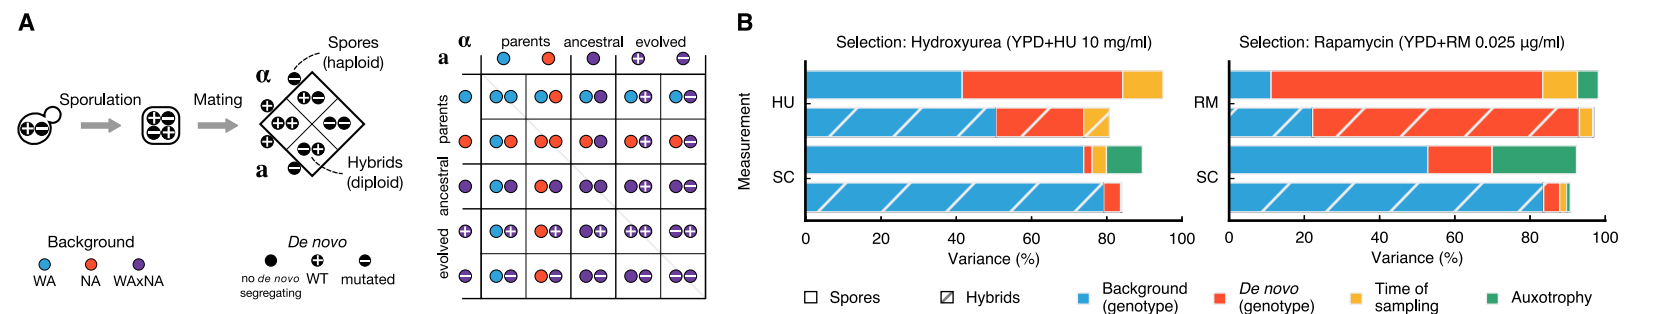 A
Sporulation
Mating
Spores
(haploid)
α
a
Hybrids
(diploid)
Background
WA
NA
WAxNA
De novo
no de novo
segregating
WT
mutated
α
parents
ancestral
evolved
a
parents
ancestral
evolved
B
Selection: Hydroxyurea (YPD+HU 10 mg/ml)
Measurement
HU
SC
0
20
40
60
80
100
Variance (%)
Selection: Rapamycin (YPD+RM 0.025 µg/ml)
RM
SC
0
20
40
60
80
100
Variance (%)
Spores
Hybrids
Background
(genotype)
De novo
(genotype)
Time of
sampling
Auxotrophy